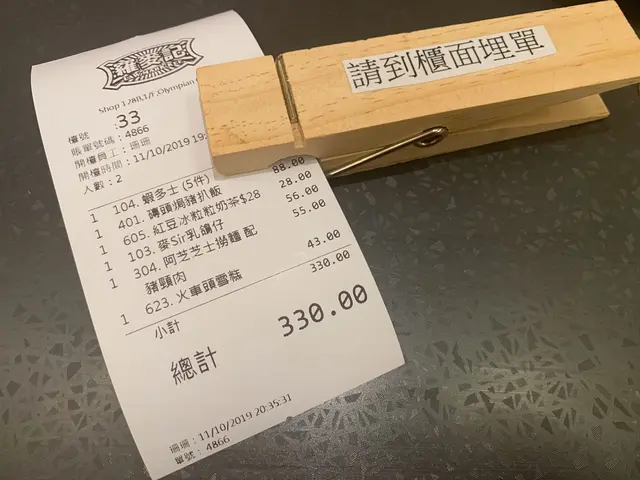 Shop 128B,1/F,Olympian
檯號 :33
賬單號碼：4866
開檯員工：珊珊
開檯時間：11/10/2019 19:
人數：2
1 104. 蝦多士 (5件)
1 401. 磚頭焗豬扒飯 88.00
1 605. 紅豆冰粒粒奶茶$28 28.00
1 103. 麥Sir乳鴿仔 56.00
1 304. 阿芝芝士撈麵 配 55.00
豬頸肉
1 623. 火車頭雪糕 43.00
小計 330.00
總計 330.00
珊珊：11/10/2019 20:35:31
單號：4866
請到櫃面埋單